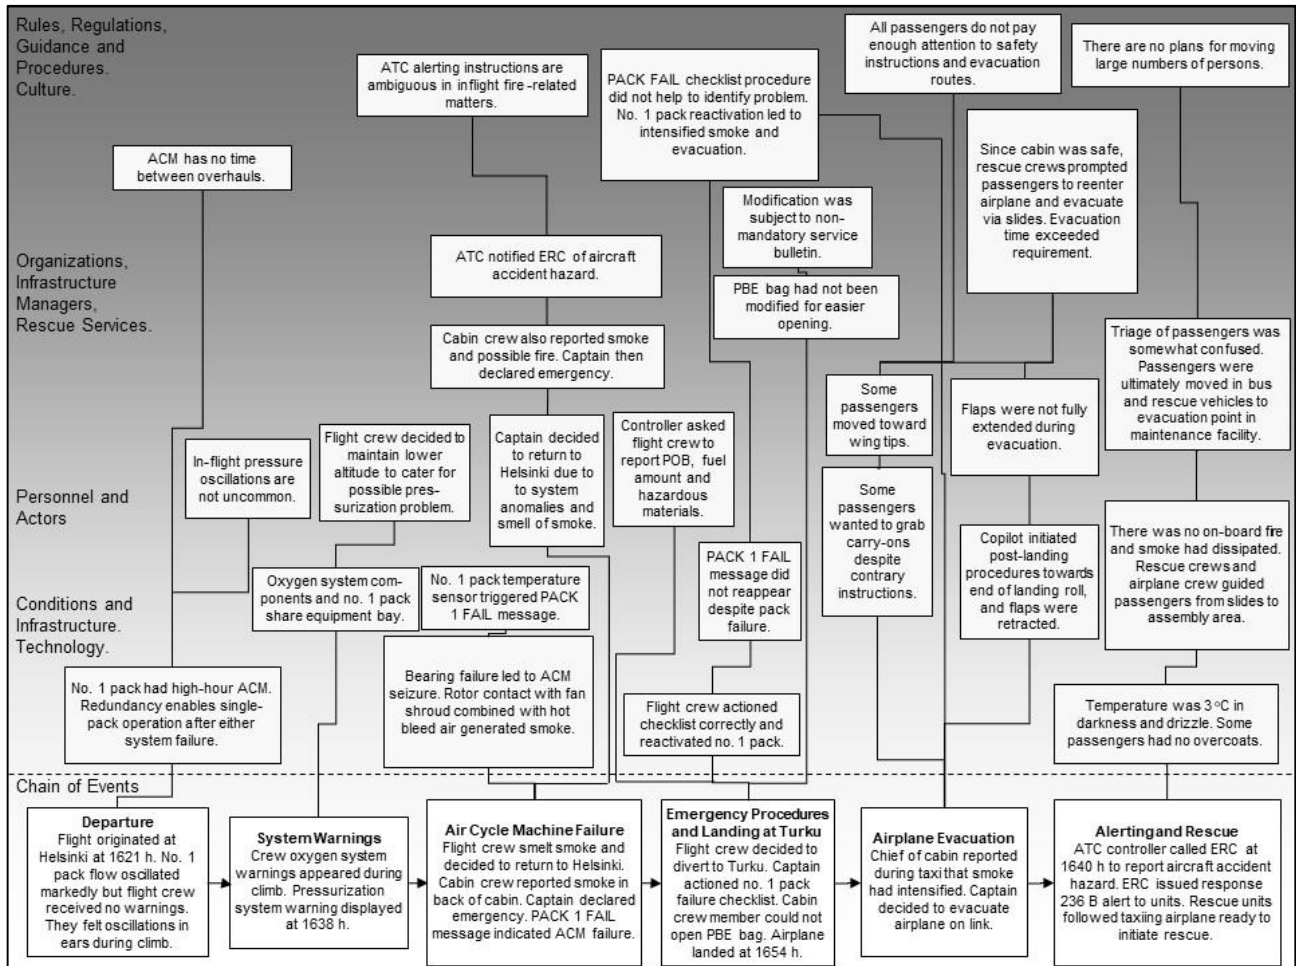 Rules, Regulations,
Guidance and
Procedures.
Culture.
ATC alerting instructions are
ambiguous in inflight fire-related
matters.
PACK FAIL checklist procedure
did not help to identify problem.
No. 1 pack reactivation led to
intensified smoke and
evacuation.
All passengers do not pay
enough attention to safety
instructions and evacuation
routes.
There are no plans for moving
large numbers of persons.
ACM has no time
between overhauls.
Since cabin was safe,
rescue crews prompted
passengers to reenter
airplane and evacuate
via slides. Evacuation
time exceeded
requirement.
Modification was
subject to non-
mandatory service
bulletin.
Organizations,
Infrastructure
Managers,
Rescue Services.
ATC notified ERC of aircraft
accident hazard.
PBE bag had not been
modified for easier
opening.
Cabin crew also reported smoke
and possible fire. Captain then
declared emergency.
Triage of passengers was
somewhat confused.
Passengers were
ultimately moved in bus
and rescue vehicles to
evacuation point in
maintenance facility.
Some
passengers
moved toward
wing tips.
Flaps were not fully
extended during
evacuation.
Personnel and
Actors
In-flight pressure
oscillations are
not uncommon.
Flight crew decided to
maintain lower
altitude to cater for
possible pres-
surization problem.
Captain decided
to return to
Helsinki due to
to system
anomalies and
smell of smoke.
Controller asked
flight crew to
report POB, fuel
amount and
hazardous
materials.
Some
passengers
wanted to grab
carry-ons
despite
contrary
instructions.
Copilot initiated
post-landing
procedures towards
end of landing roll,
and flaps were
retracted.
There was no on-board fire
and smoke had dissipated.
Rescue crews and
airplane crew guided
passengers from slides to
assembly area.
Conditions and
Infrastructure.
Technology.
Oxygen system com-
ponents and no. 1 pack
share equipment bay.
No. 1 pack temperature
sensor triggered PACK
1 FAIL message.
PACK 1 FAIL
message did
not reappear
despite pack
failure.
No. 1 pack had high-hour ACM.
Redundancy enables single-
pack operation after either
system failure.
Bearing failure led to ACM
seizure. Rotor contact with fan
shroud combined with hot
bleed air generated smoke.
Flight crew actioned
checklist correctly and
reactivated no. 1 pack.
Temperature was 3 °C in
darkness and drizzle. Some
passengers had no overcoats.
Chain of Events
Departure
Flight originated at
Helsinki at 1621 h. No. 1
pack flow oscillated
markedly but flight crew
received no warnings.
They felt oscillations in
ears during climb.
System Warnings
Crew oxygen system
warnings appeared during
climb. Pressurization
system warning displayed
at 1638 h.
Air Cycle Machine Failure
Flight crew smelt smoke and
decided to return to Helsinki.
Cabin crew reported smoke in
back of cabin. Captain declared
emergency. PACK 1 FAIL
message indicated ACM failure.
Emergency Procedures
and Landing at Turku
Flight crew decided to
divert to Turku. Captain
actioned no. 1 pack
failure checklist. Cabin
crew member could not
open PBE bag. Airplane
landed at 1654 h.
Airplane Evacuation
Chief of cabin reported
during taxi that smoke
had intensified. Captain
decided to evacuate
airplane on link.
Alerting and Rescue
ATC controller called ERC at
1640 h to report aircraft accident
hazard. ERC issued response
236 B alert to units. Rescue units
followed taxiing airplane ready to
initiate rescue.